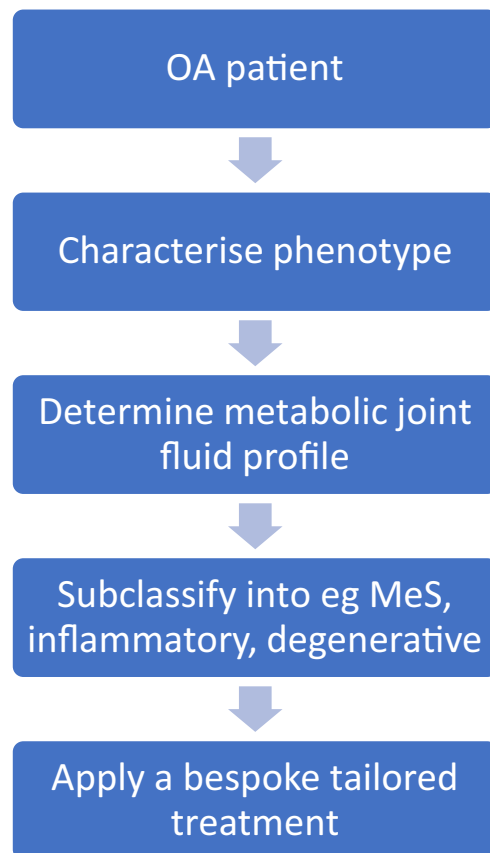 OA patient
Characterise phenotype
Determine metabolic joint
fluid profile
Subclassify into eg MeS,
inflammatory, degenerative
Apply a bespoke tailored
treatment